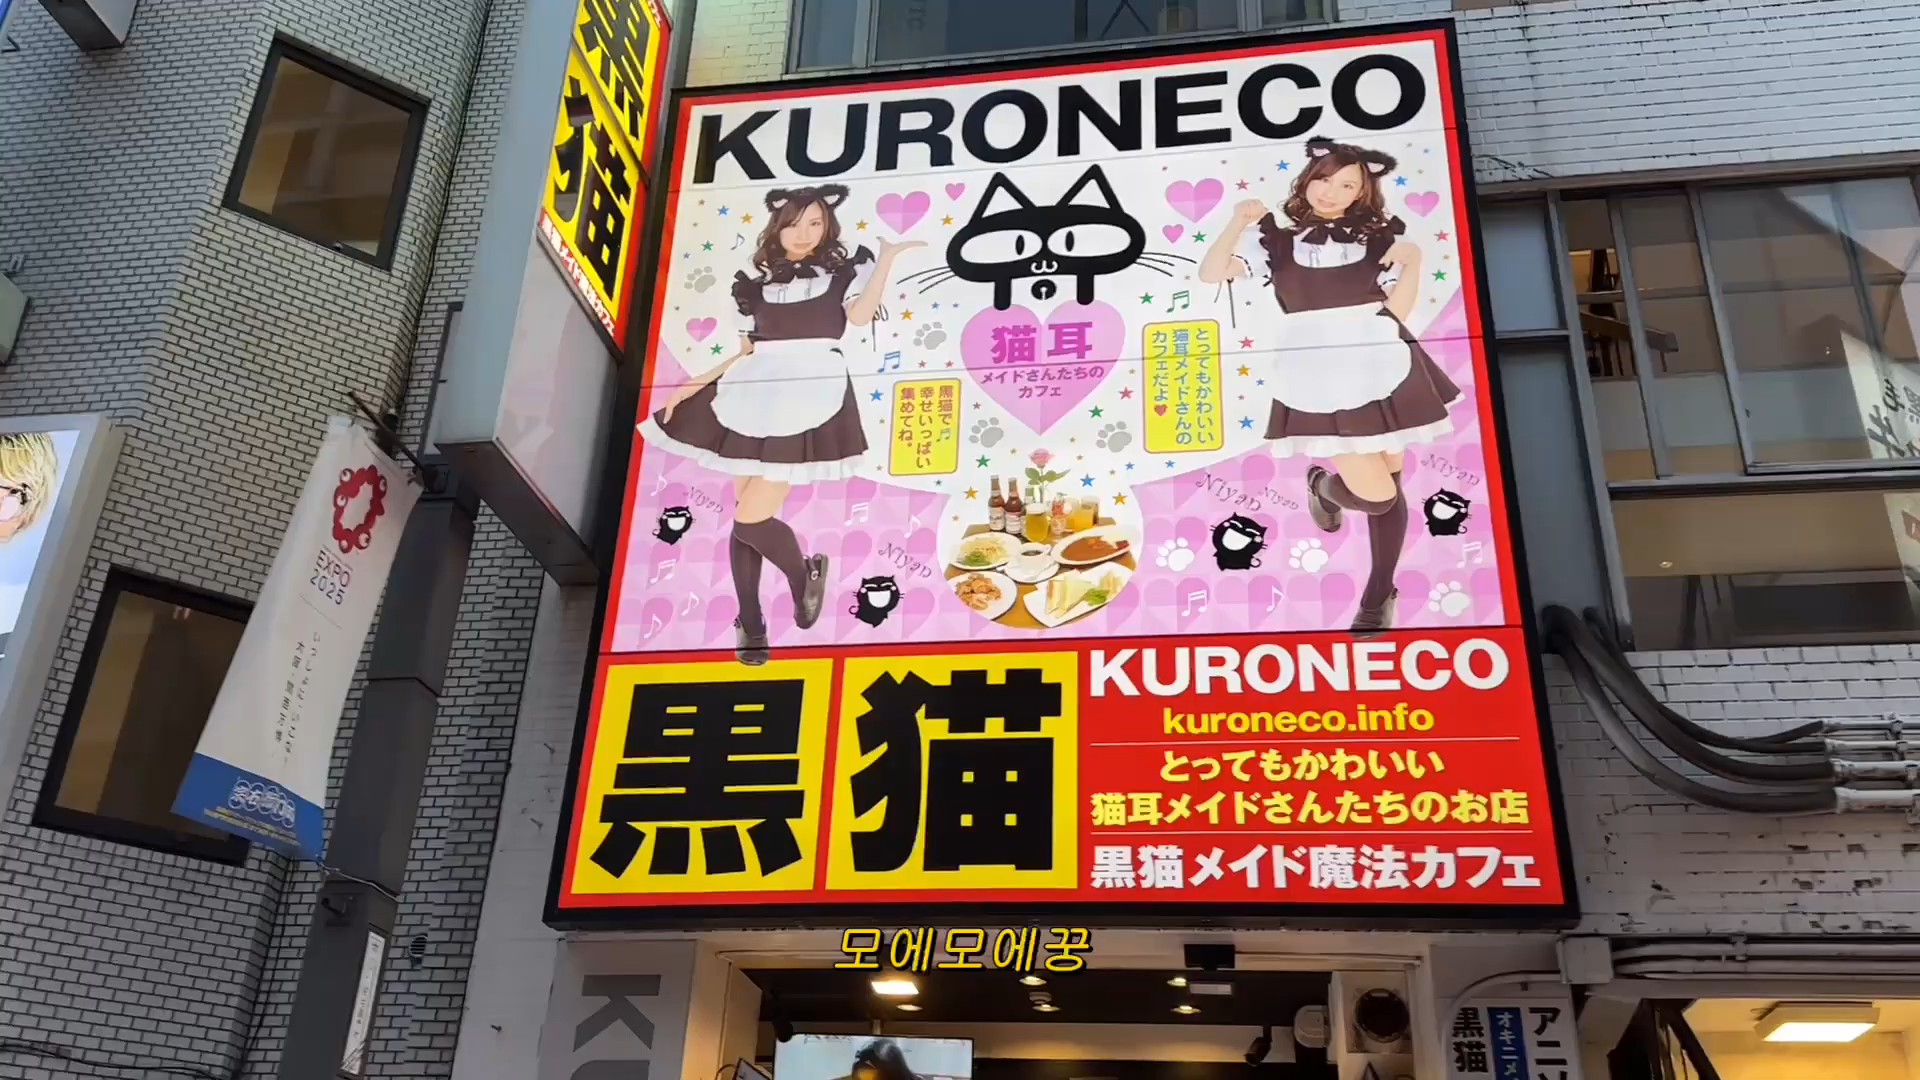 黒猫
KURONECO
猫耳
メイドさんたちの
カフェ
とってもかわいい
猫耳メイドさんの
カフェだよ♥
黒猫で♬
幸せいっぱい
集めてね。
Niyan
Niyan
Niyan
Niyan
Niyan
黒猫
KURONECO
kuroneco.info
とってもかわいい
猫耳メイドさんたちのお店
黒猫メイド魔法カフェ
EXPO
2025
모에모에꿍
KU
黒猫